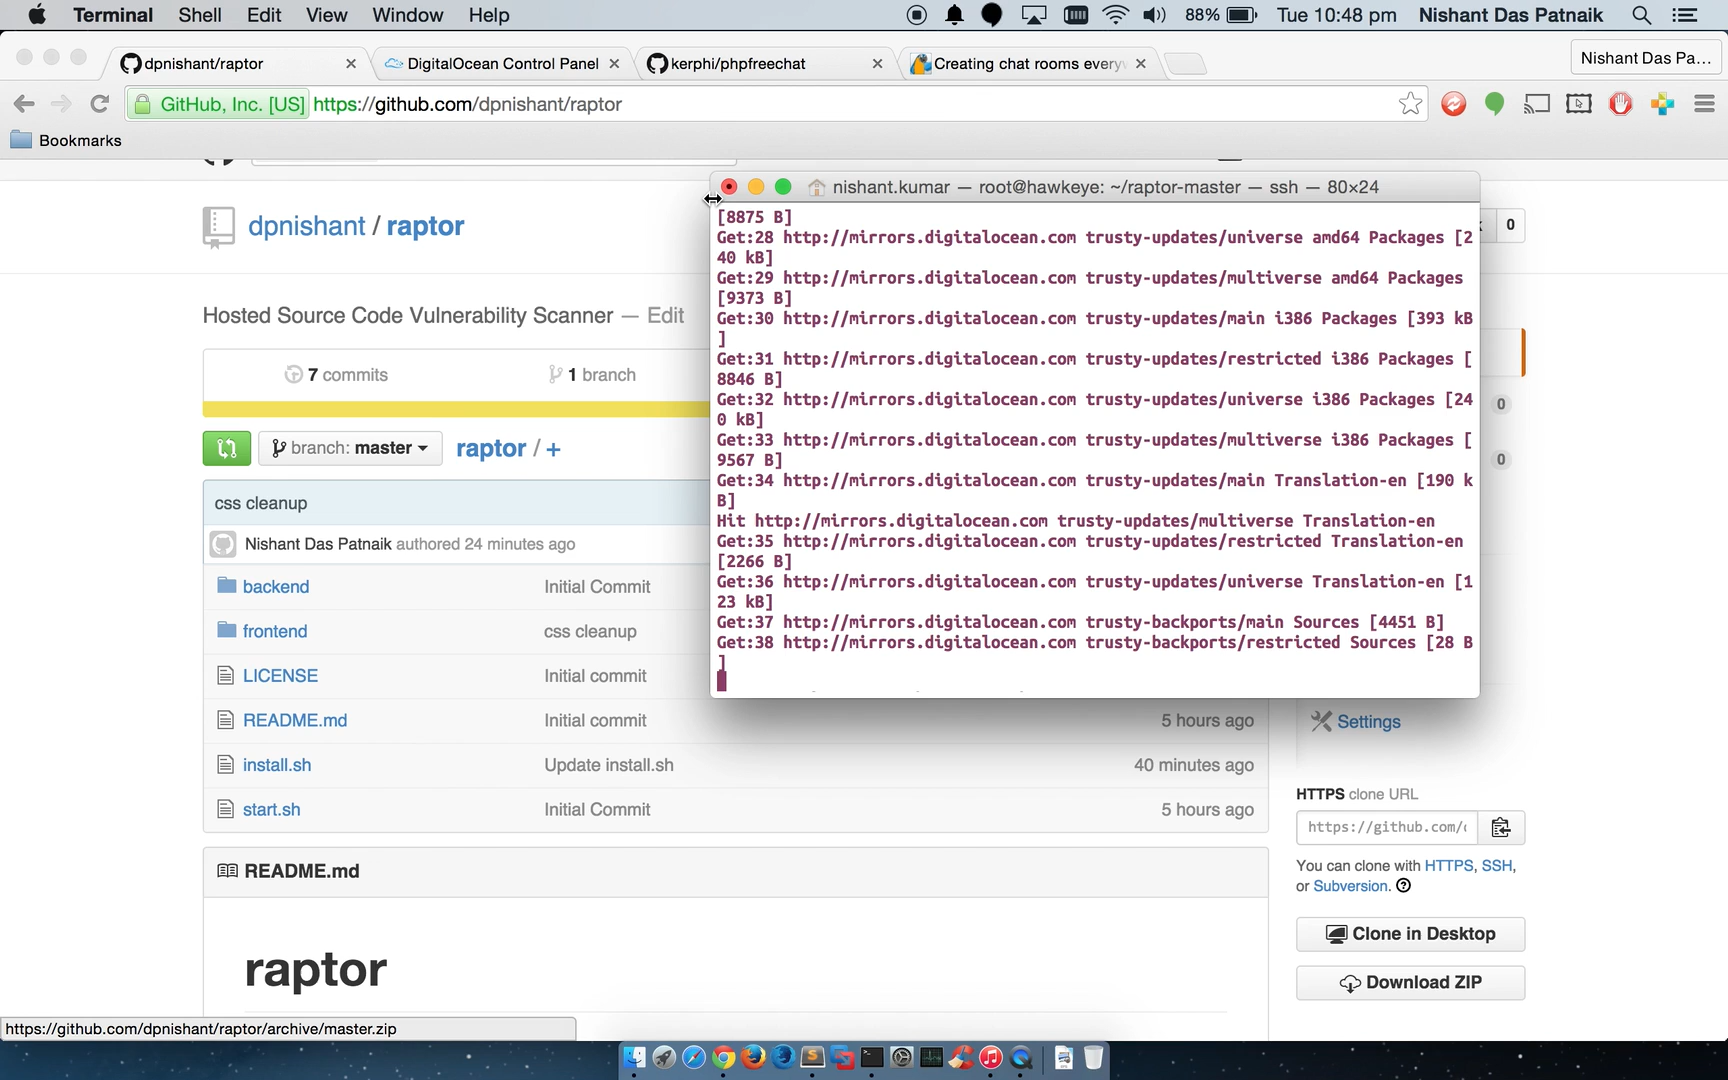 Terminal Shell Edit View Window Help 88% Tue 10:48 pm Nishant Das Patnaik
dpnishant/raptor DigitalOcean Control Panel kerphi/phpfreechat Creating chat rooms every Nishant Das Pa...
GitHub, Inc. [US] https://github.com/dpnishant/raptor
Bookmarks
dpnishant / raptor
0
Hosted Source Code Vulnerability Scanner — Edit
7 commits 1 branch
branch: master raptor / +
css cleanup
Nishant Das Patnaik authored 24 minutes ago
backend Initial Commit
frontend css cleanup
LICENSE Initial commit
README.md Initial commit 5 hours ago
install.sh Update install.sh 40 minutes ago
start.sh Initial Commit 5 hours ago
README.md
raptor
nishant.kumar — root@hawkeye: ~/raptor-master — ssh — 80×24
[8875 B]
Get:28 http://mirrors.digitalocean.com trusty-updates/universe amd64 Packages [2
40 kB]
Get:29 http://mirrors.digitalocean.com trusty-updates/multiverse amd64 Packages
[9373 B]
Get:30 http://mirrors.digitalocean.com trusty-updates/main i386 Packages [393 kB
]
Get:31 http://mirrors.digitalocean.com trusty-updates/restricted i386 Packages [
8846 B]
Get:32 http://mirrors.digitalocean.com trusty-updates/universe i386 Packages [24
0 kB]
Get:33 http://mirrors.digitalocean.com trusty-updates/multiverse i386 Packages [
9567 B]
Get:34 http://mirrors.digitalocean.com trusty-updates/main Translation-en [190 k
B]
Hit http://mirrors.digitalocean.com trusty-updates/multiverse Translation-en
Get:35 http://mirrors.digitalocean.com trusty-updates/restricted Translation-en
[2266 B]
Get:36 http://mirrors.digitalocean.com trusty-updates/universe Translation-en [1
23 kB]
Get:37 http://mirrors.digitalocean.com trusty-backports/main Sources [4451 B]
Get:38 http://mirrors.digitalocean.com trusty-backports/restricted Sources [28 B
]
0
0
Settings
HTTPS clone URL
https://github.com/
You can clone with HTTPS, SSH,
or Subversion.
Clone in Desktop
Download ZIP
https://github.com/dpnishant/raptor/archive/master.zip